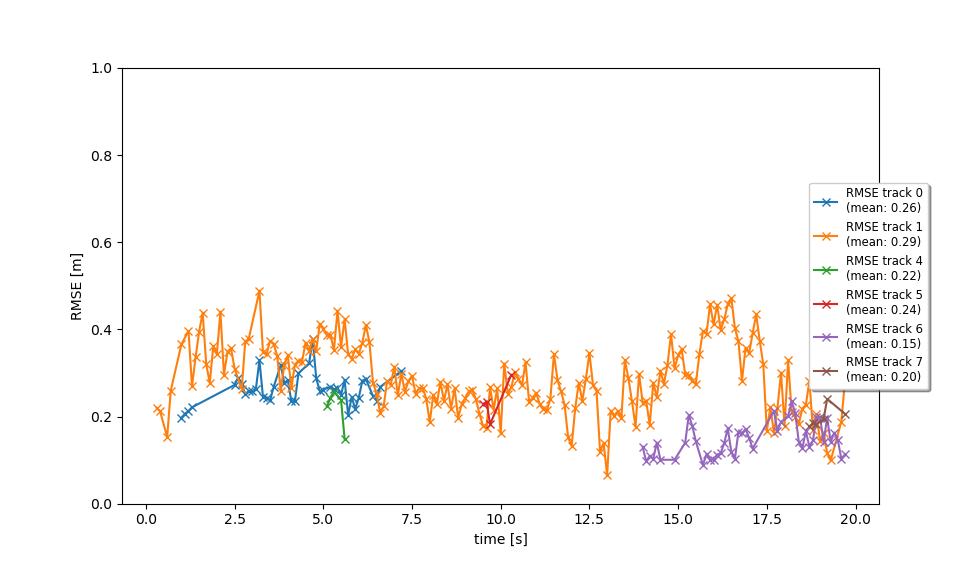 1.0
0.8
0.6
0.4
0.2
0.0
RMSE [m]
0.0 2.5 5.0 7.5 10.0 12.5 15.0 17.5 20.0
time [s]
RMSE track 0
(mean: 0.26)
RMSE track 1
(mean: 0.29)
RMSE track 4
(mean: 0.22)
RMSE track 5
(mean: 0.24)
RMSE track 6
(mean: 0.15)
RMSE track 7
(mean: 0.20)